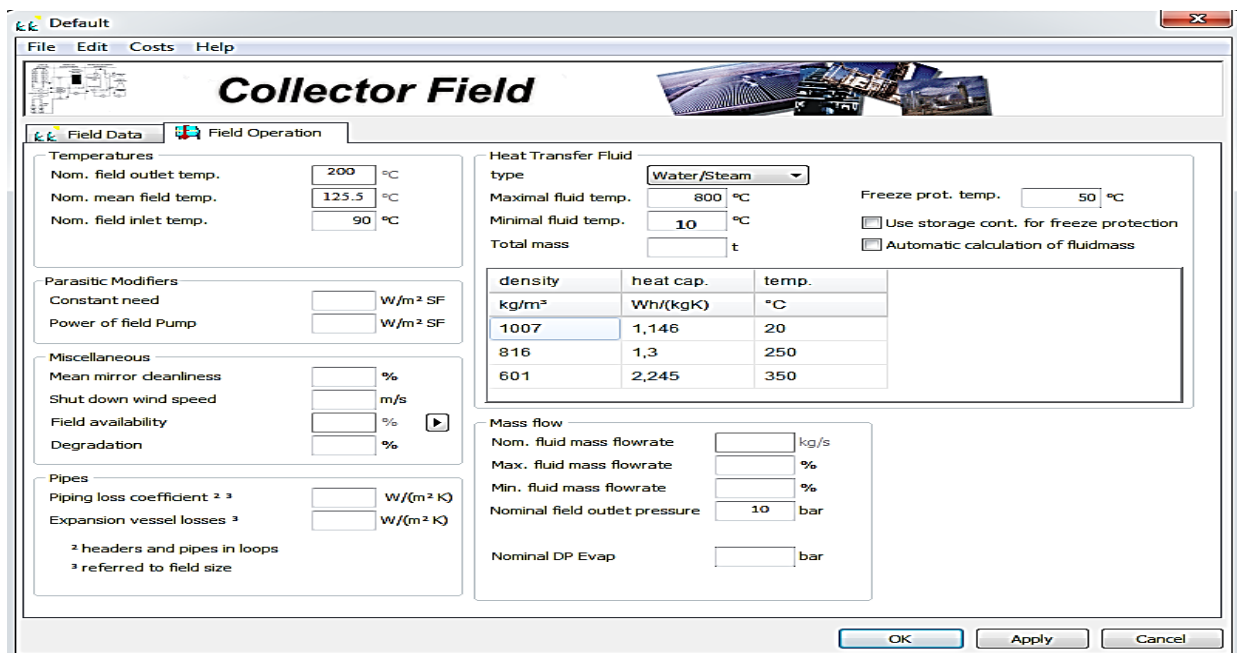 Default
File Edit Costs Help
Collector Field
Field Data
Field Operation
Temperatures
Nom. field outlet temp. 200 °C
Nom. mean field temp. 125.5 °C
Nom. field inlet temp. 90 °C
Parasitic Modifiers
Constant need W/m² SF
Power of field Pump W/m² SF
Miscellaneous
Mean mirror cleanliness %
Shut down wind speed m/s
Field availability %
Degradation %
Pipes
Piping loss coefficient ² ³ W/(m² K)
Expansion vessel losses ³ W/(m² K)
² headers and pipes in loops
³ referred to field size
Heat Transfer Fluid
type Water/Steam
Maximal fluid temp. 800 °C Freeze prot. temp. 50 °C
Minimal fluid temp. 10 °C Use storage cont. for freeze protection
Total mass t Automatic calculation of fluidmass
density heat cap. temp.
kg/m³ Wh/(kgK) °C
1007 1,146 20
816 1,3 250
601 2,245 350
Mass flow
Nom. fluid mass flowrate kg/s
Max. fluid mass flowrate %
Min. fluid mass flowrate %
Nominal field outlet pressure 10 bar
Nominal DP Evap bar
OK Apply Cancel